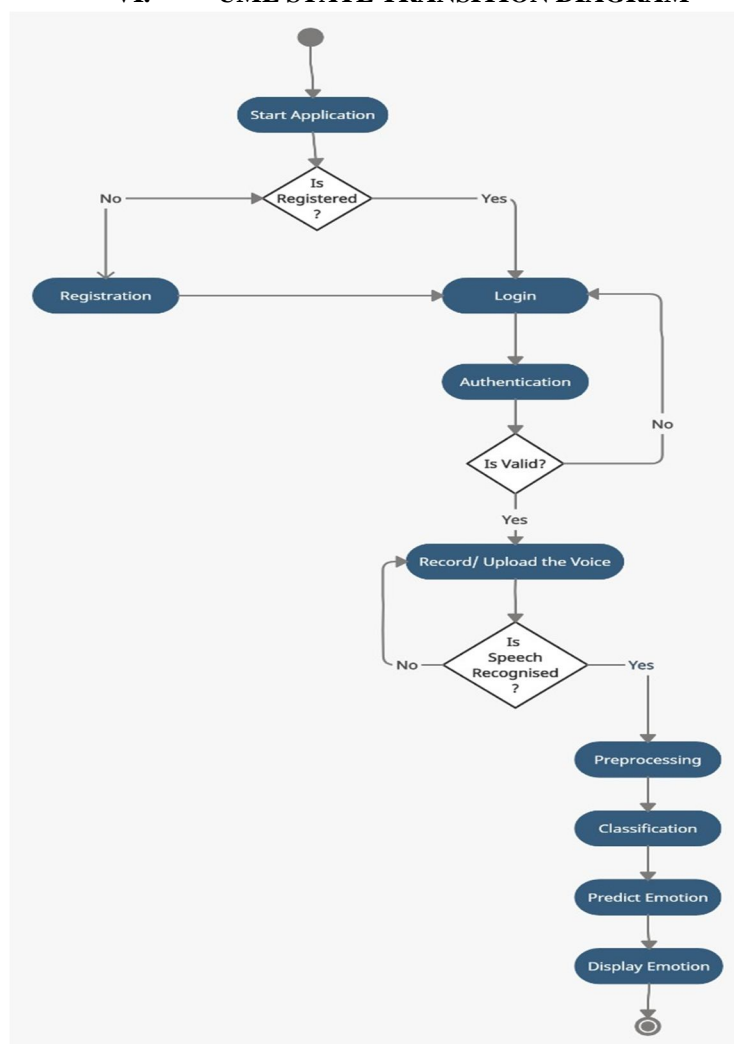 VI. UML STATE TRANSITION DIAGRAM
Start Application
Is
Registered
?
No
Yes
Registration
Login
Authentication
No
Is Valid?
Yes
Record/ Upload the Voice
Is
Speech
Recognised
?
No
Yes
Preprocessing
Classification
Predict Emotion
Display Emotion